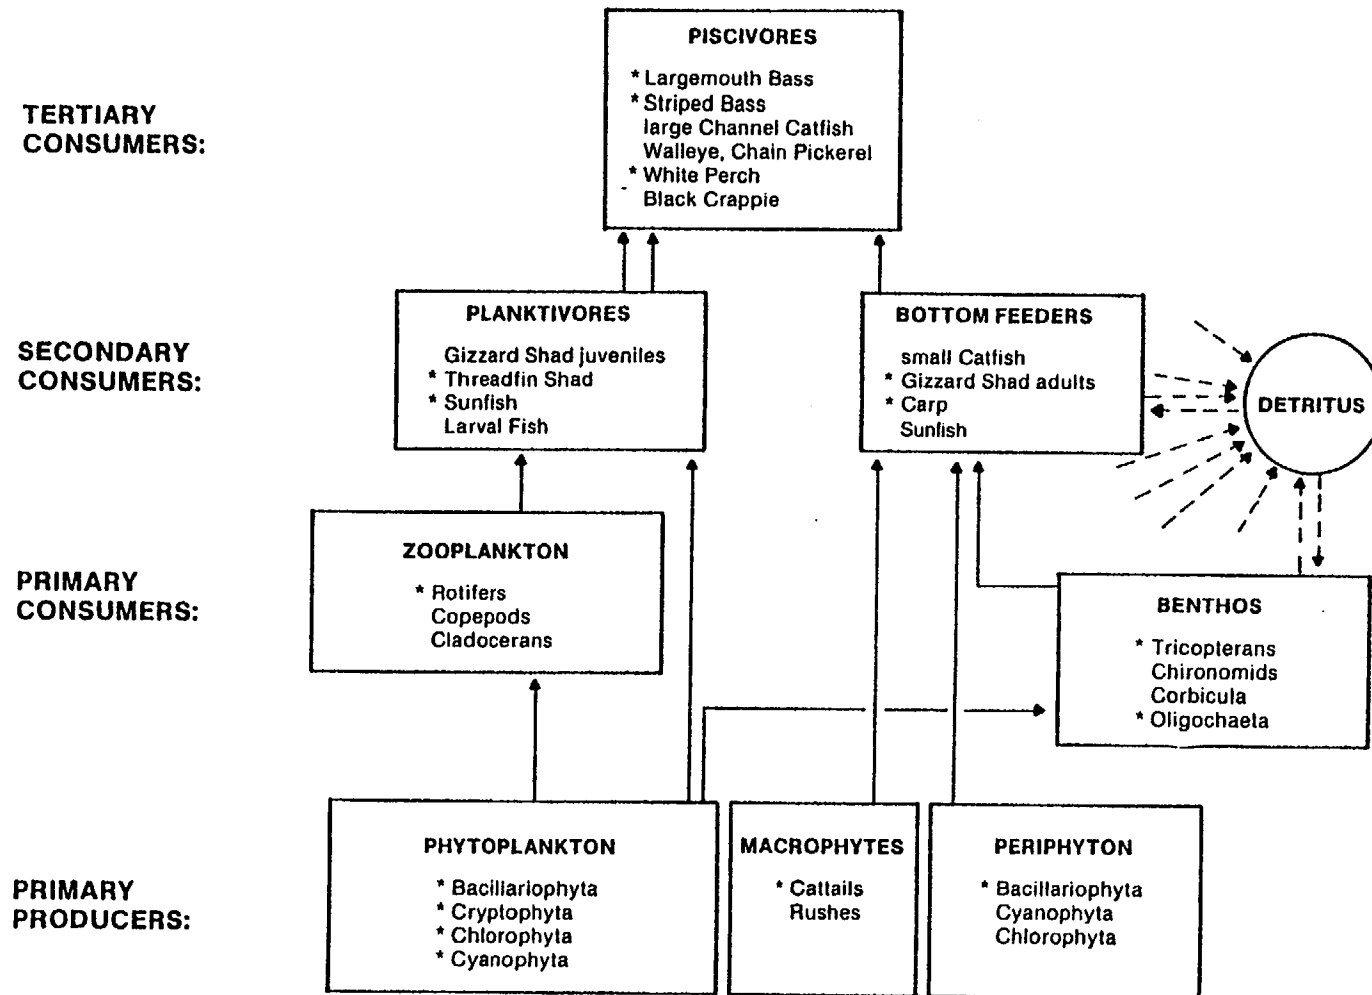 TERTIARY
CONSUMERS:
PISCIVORES
* Largemouth Bass
* Striped Bass
large Channel Catfish
Walleye, Chain Pickerel
* White Perch
Black Crappie
SECONDARY
CONSUMERS:
PLANKTIVORES
Gizzard Shad juveniles
* Threadfin Shad
* Sunfish
Larval Fish
BOTTOM FEEDERS
small Catfish
* Gizzard Shad adults
* Carp
Sunfish
DETRITUS
PRIMARY
CONSUMERS:
ZOOPLANKTON
* Rotifers
Copepods
Cladocerans
BENTHOS
* Tricopterans
Chironomids
Corbicula
* Oligochaeta
PRIMARY
PRODUCERS:
PHYTOPLANKTON
* Bacillariophyta
* Cryptophyta
* Chlorophyta
* Cyanophyta
MACROPHYTES
* Cattails
Rushes
PERIPHYTON
* Bacillariophyta
Cyanophyta
Chlorophyta